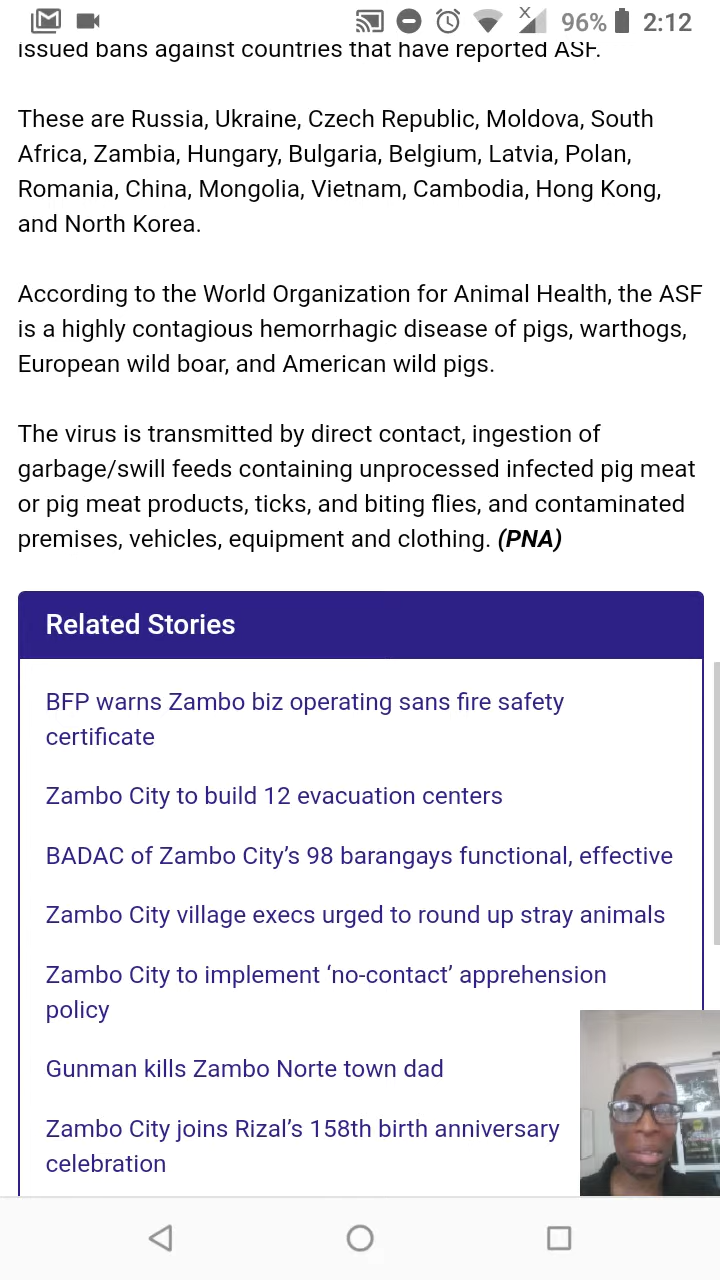 96% 2:12
issued bans against countries that have reported ASF.
These are Russia, Ukraine, Czech Republic, Moldova, South
Africa, Zambia, Hungary, Bulgaria, Belgium, Latvia, Polan,
Romania, China, Mongolia, Vietnam, Cambodia, Hong Kong,
and North Korea.
According to the World Organization for Animal Health, the ASF
is a highly contagious hemorrhagic disease of pigs, warthogs,
European wild boar, and American wild pigs.
The virus is transmitted by direct contact, ingestion of
garbage/swill feeds containing unprocessed infected pig meat
or pig meat products, ticks, and biting flies, and contaminated
premises, vehicles, equipment and clothing. (PNA)
Related Stories
BFP warns Zambo biz operating sans fire safety
certificate
Zambo City to build 12 evacuation centers
BADAC of Zambo City’s 98 barangays functional, effective
Zambo City village execs urged to round up stray animals
Zambo City to implement ‘no-contact’ apprehension
policy
Gunman kills Zambo Norte town dad
Zambo City joins Rizal’s 158th birth anniversary
celebration